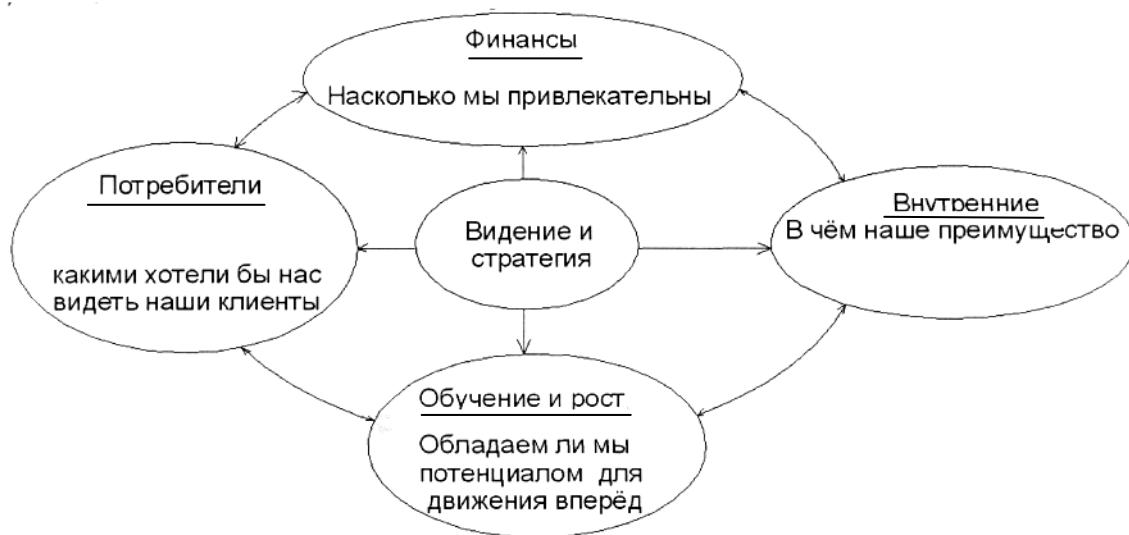 Финансы
Насколько мы привлекательны
Потребители
какими хотели бы нас
видеть наши клиенты
Видение и
стратегия
Внутренние
В чём наше преимущество
Обучение и рост
Обладаем ли мы
потенциалом для
движения вперёд